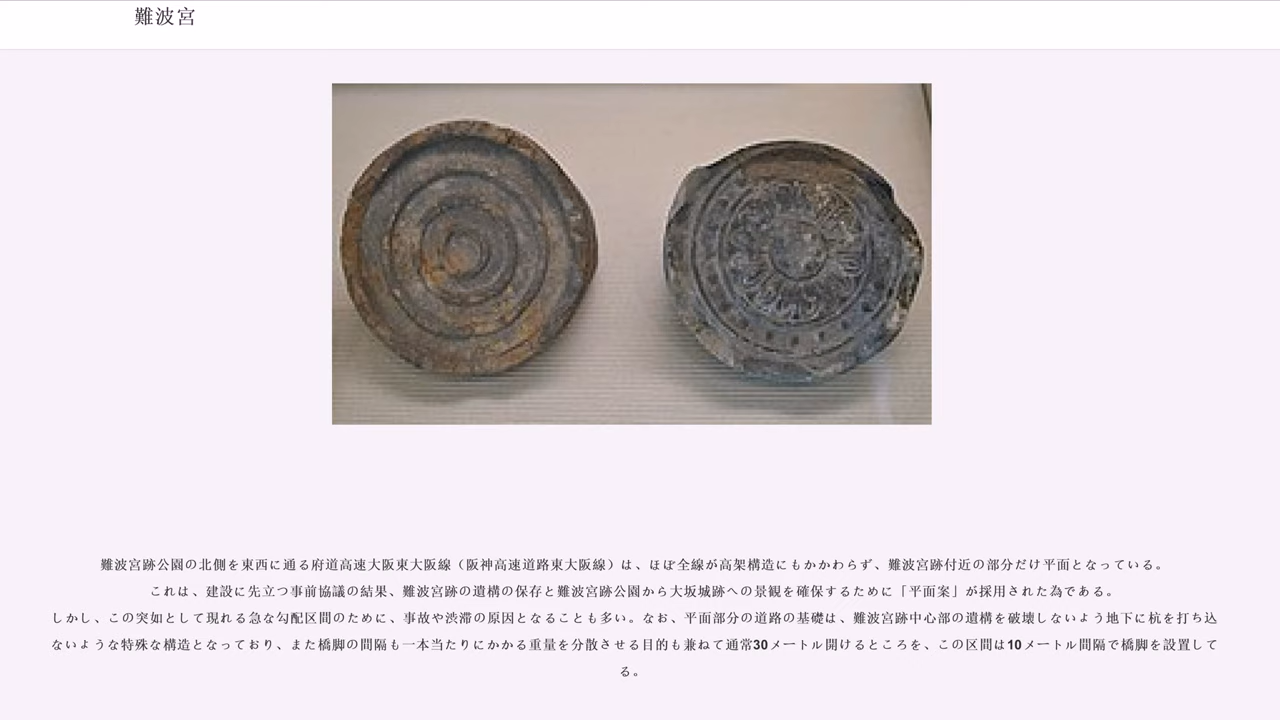 難波宮
難波宮跡公園の北側を東西に通る府道高速大阪東大阪線（阪神高速道路東大阪線）は、ほぼ全線が高架構造にもかかわらず、難波宮跡付近の部分だけ平面となっている。
これは、建設に先立つ事前協議の結果、難波宮跡の遺構の保存と難波宮跡公園から大坂城跡への景観を確保するために「平面案」が採用された為である。
しかし、この突如として現れる急な勾配区間のために、事故や渋滞の原因となることも多い。なお、平面部分の道路の基礎は、難波宮跡中心部の遺構を破壊しないよう地下に杭を打ち込
ないような特殊な構造となっており、また橋脚の間隔も一本当たりにかかる重量を分散させる目的も兼ねて通常30メートル開けるところを、この区間は10メートル間隔で橋脚を設置して
る。